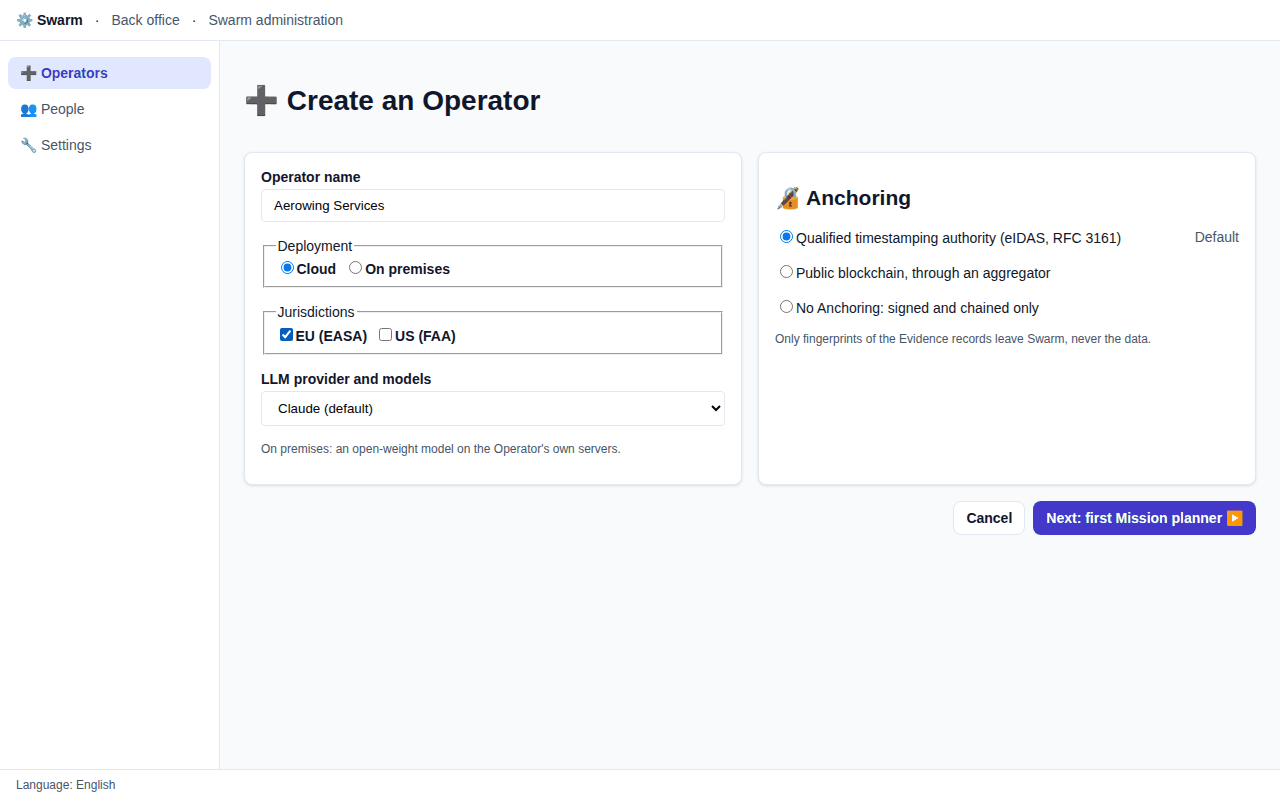 ⚙️ Swarm · Back office · Swarm administration
➕ Operators
👥 People
🔧 Settings
➕ Create an Operator
Operator name
Aerowing Services
Deployment
Cloud On premises
Jurisdictions
EU (EASA) US (FAA)
LLM provider and models
Claude (default)
On premises: an open-weight model on the Operator's own servers.
🔏 Anchoring
Qualified timestamping authority (eIDAS, RFC 3161) Default
Public blockchain, through an aggregator
No Anchoring: signed and chained only
Only fingerprints of the Evidence records leave Swarm, never the data.
Cancel Next: first Mission planner ▶️
Language: English